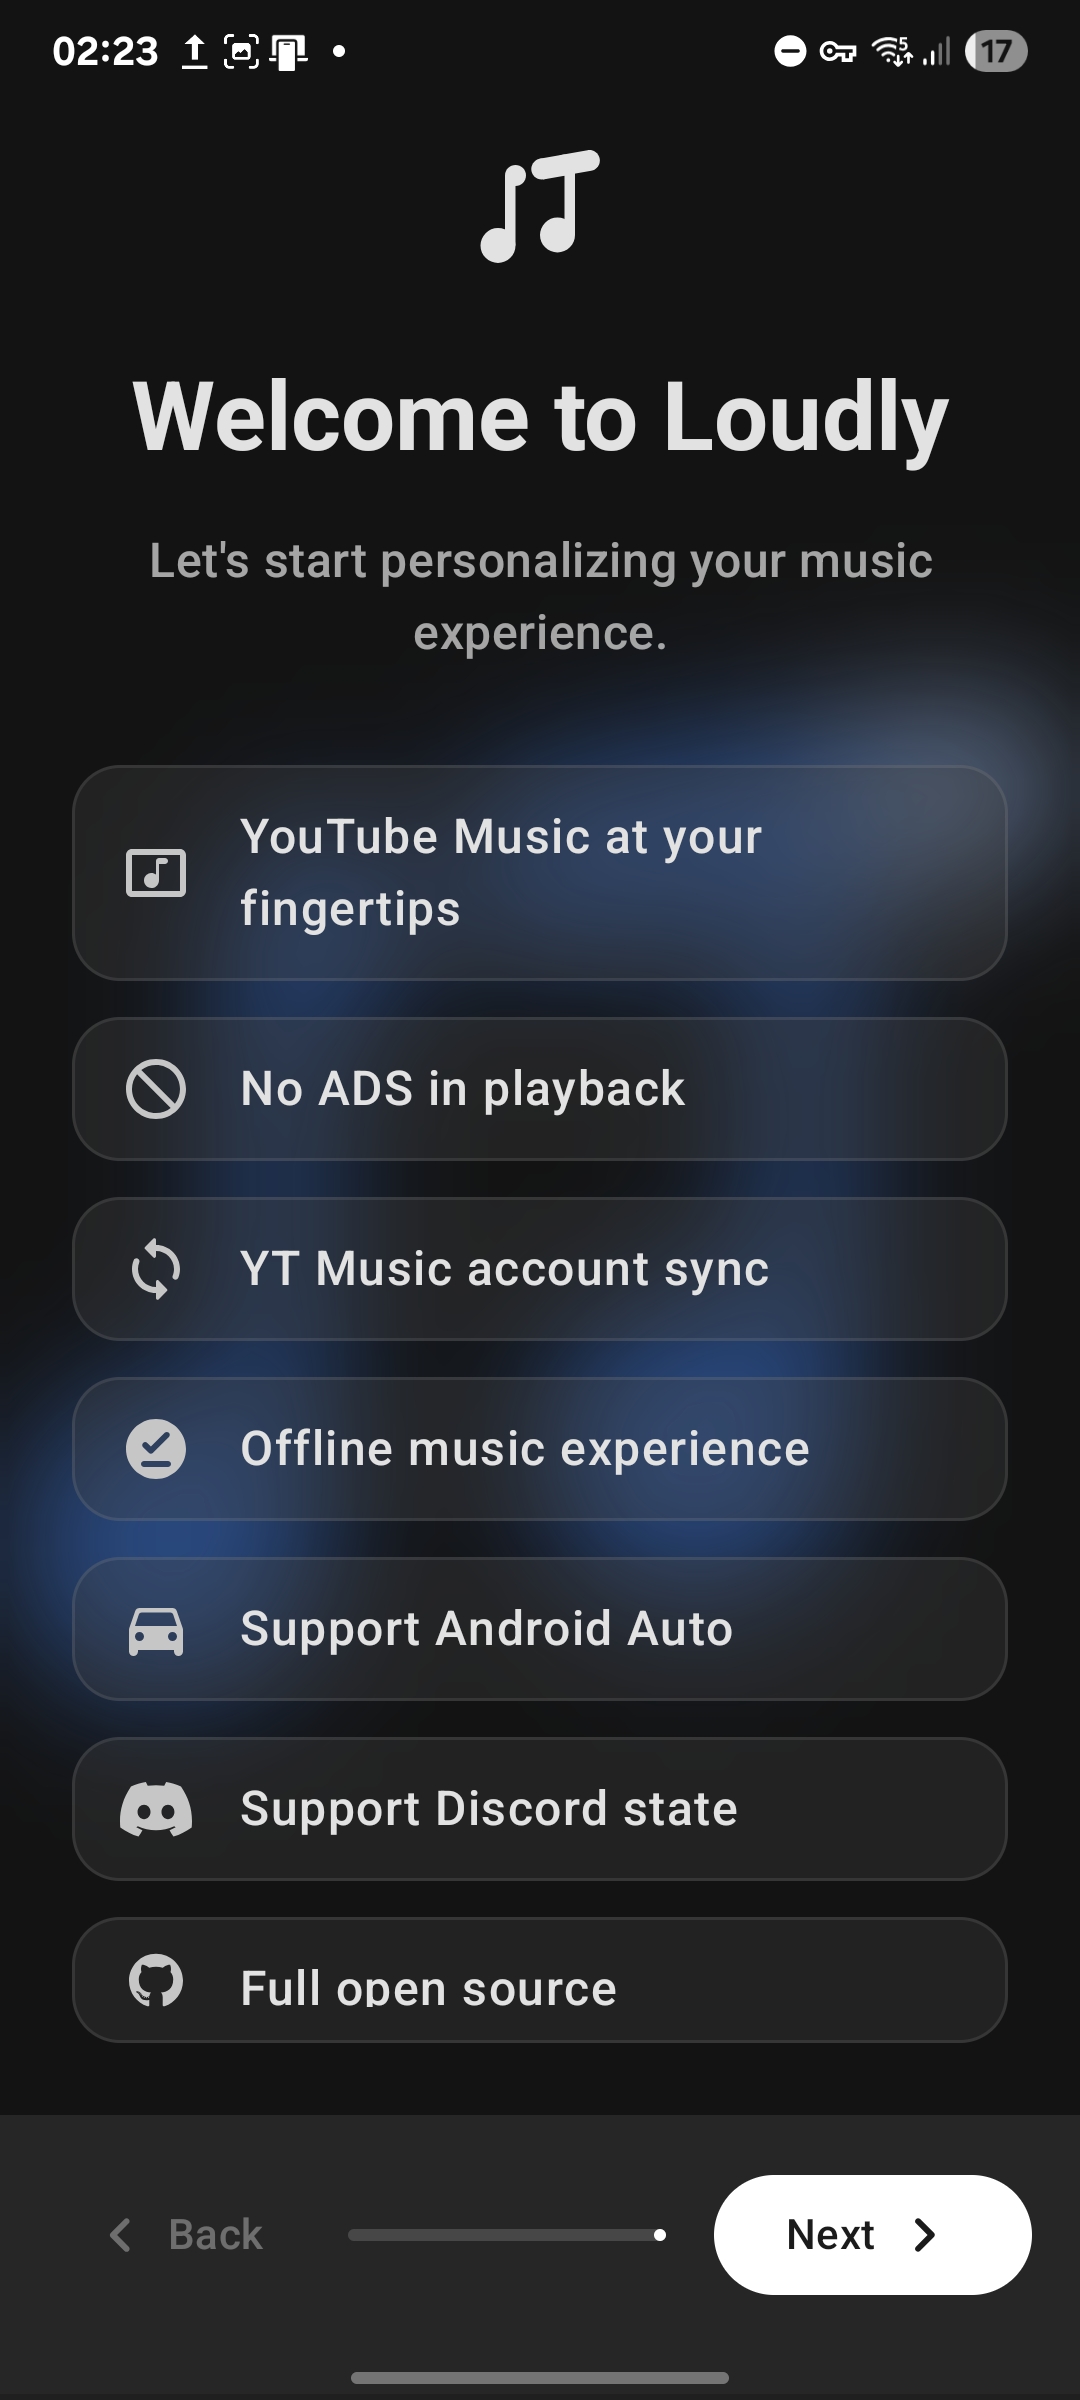 02:23
5
17
Welcome to Loudly
Let's start personalizing your music
experience.
YouTube Music at your
fingertips
No ADS in playback
YT Music account sync
Offline music experience
Support Android Auto
Support Discord state
Full open source
Back
Next